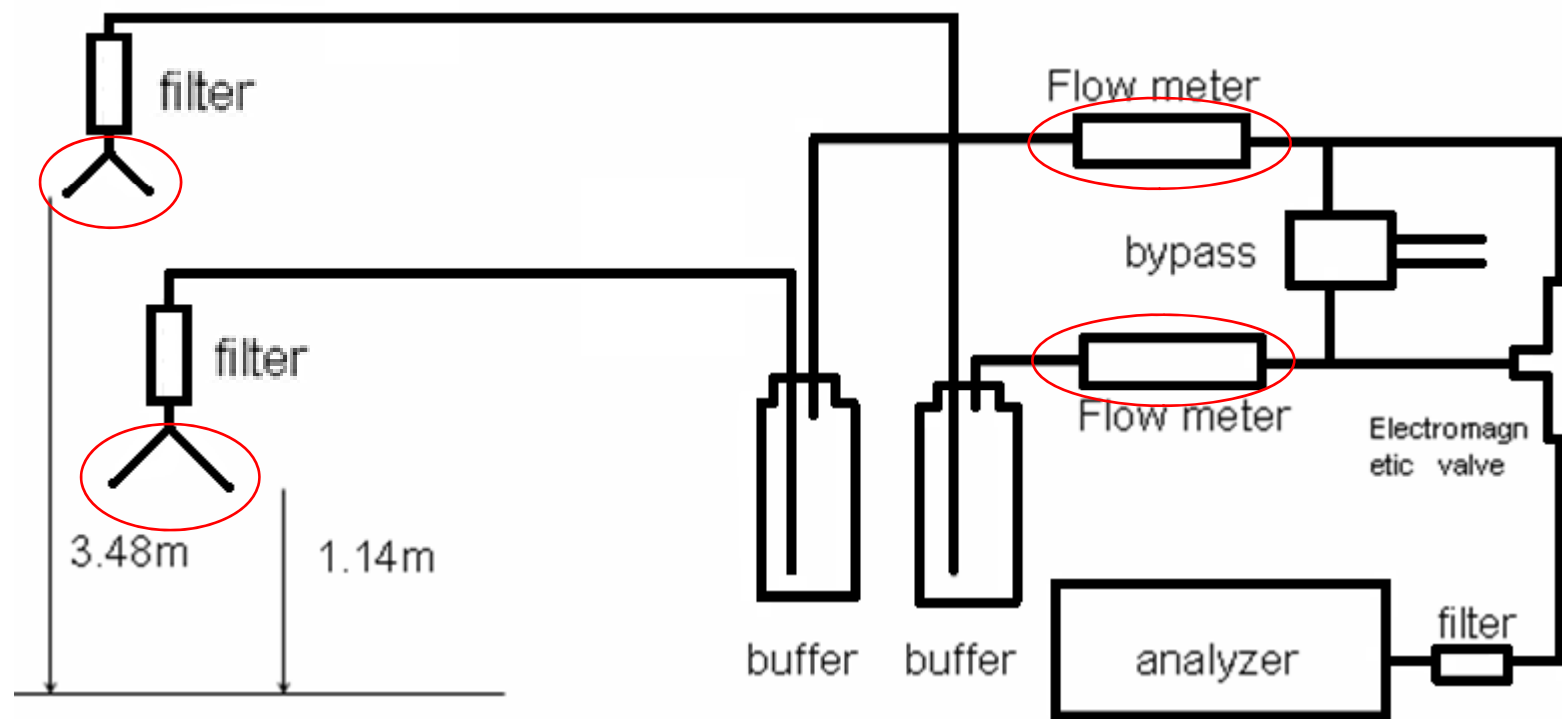 filter
Flow meter
bypass
filter
Flow meter
Electromagn
etic valve
3.48m
1.14m
filter
buffer
buffer
analyzer